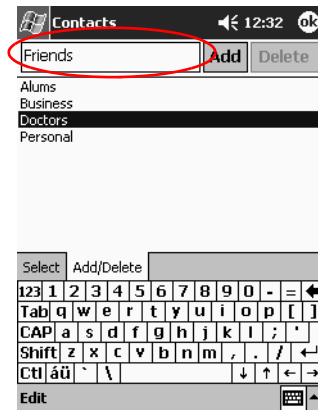 Contacts 12:32 ok
Friends Add Delete
Alums
Business
Doctors
Personal
Select Add/Delete
123 1 2 3 4 5 6 7 8 9 0 - = ←
Tab q w e r t y u i o p [ ]
CAP a s d f g h j k l ; '
Shift z x c v b n m , . / ↵
Ctl áü ` \ ↓ ↑ ← →
Edit